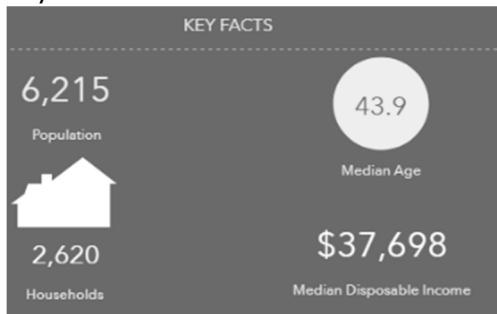 KEY FACTS
6,215
Population
43.9
Median Age
2,620
Households
$37,698
Median Disposable Income